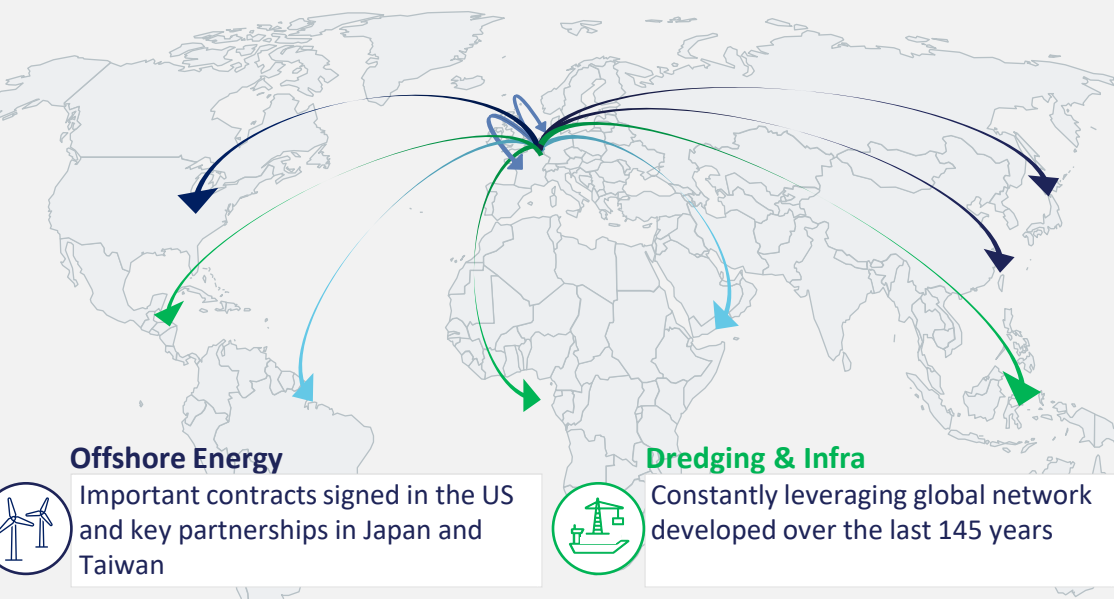 Offshore Energy
Important contracts signed in the US
and key partnerships in Japan and
Taiwan
Dredging & Infra
Constantly leveraging global network
developed over the last 145 years